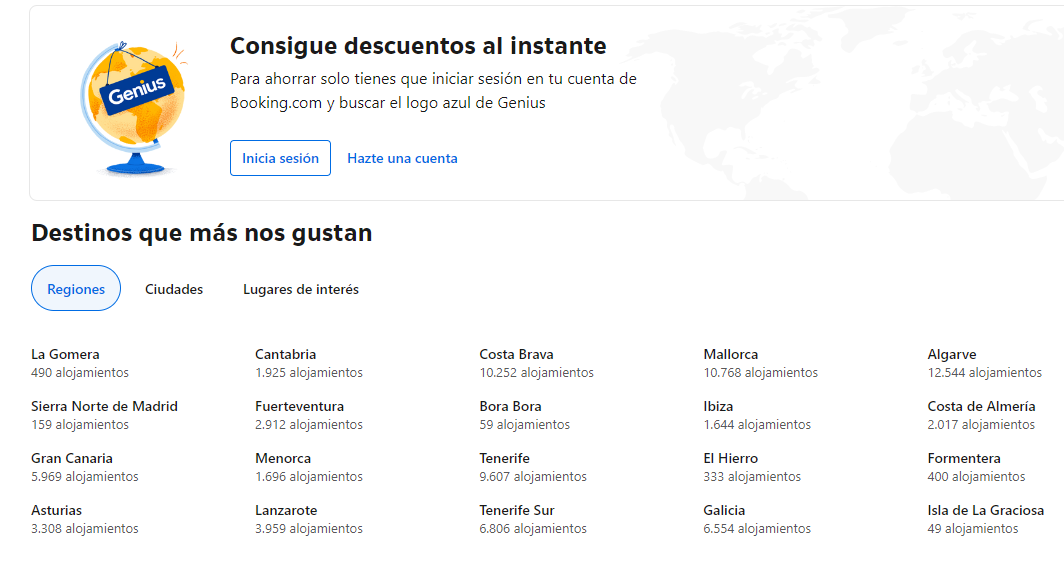 Genius
Consigue descuentos al instante
Para ahorrar solo tienes que iniciar sesión en tu cuenta de
Booking.com y buscar el logo azul de Genius
Inicia sesión Hazte una cuenta
Destinos que más nos gustan
Regiones Ciudades Lugares de interés
La Gomera Cantabria Costa Brava Mallorca Algarve
490 alojamientos 1.925 alojamientos 10.252 alojamientos 10.768 alojamientos 12.544 alojamientos
Sierra Norte de Madrid Fuerteventura Bora Bora Ibiza Costa de Almería
159 alojamientos 2.912 alojamientos 59 alojamientos 1.644 alojamientos 2.017 alojamientos
Gran Canaria Menorca Tenerife El Hierro Formentera
5.969 alojamientos 1.696 alojamientos 9.607 alojamientos 333 alojamientos 400 alojamientos
Asturias Lanzarote Tenerife Sur Galicia Isla de La Graciosa
3.308 alojamientos 3.959 alojamientos 6.806 alojamientos 6.554 alojamientos 49 alojamientos